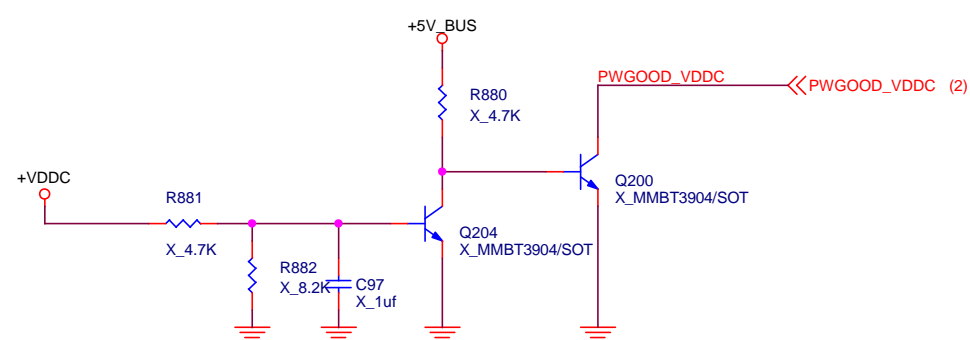 +5V_BUS
PWGOOD_VDDC
PWGOOD_VDDC (2)
R880
X_4.7K
+VDDC
Q200
X_MMBT3904/SOT
R881
X_4.7K
Q204
X_MMBT3904/SOT
R882
X_8.2K
C97
X_1uf